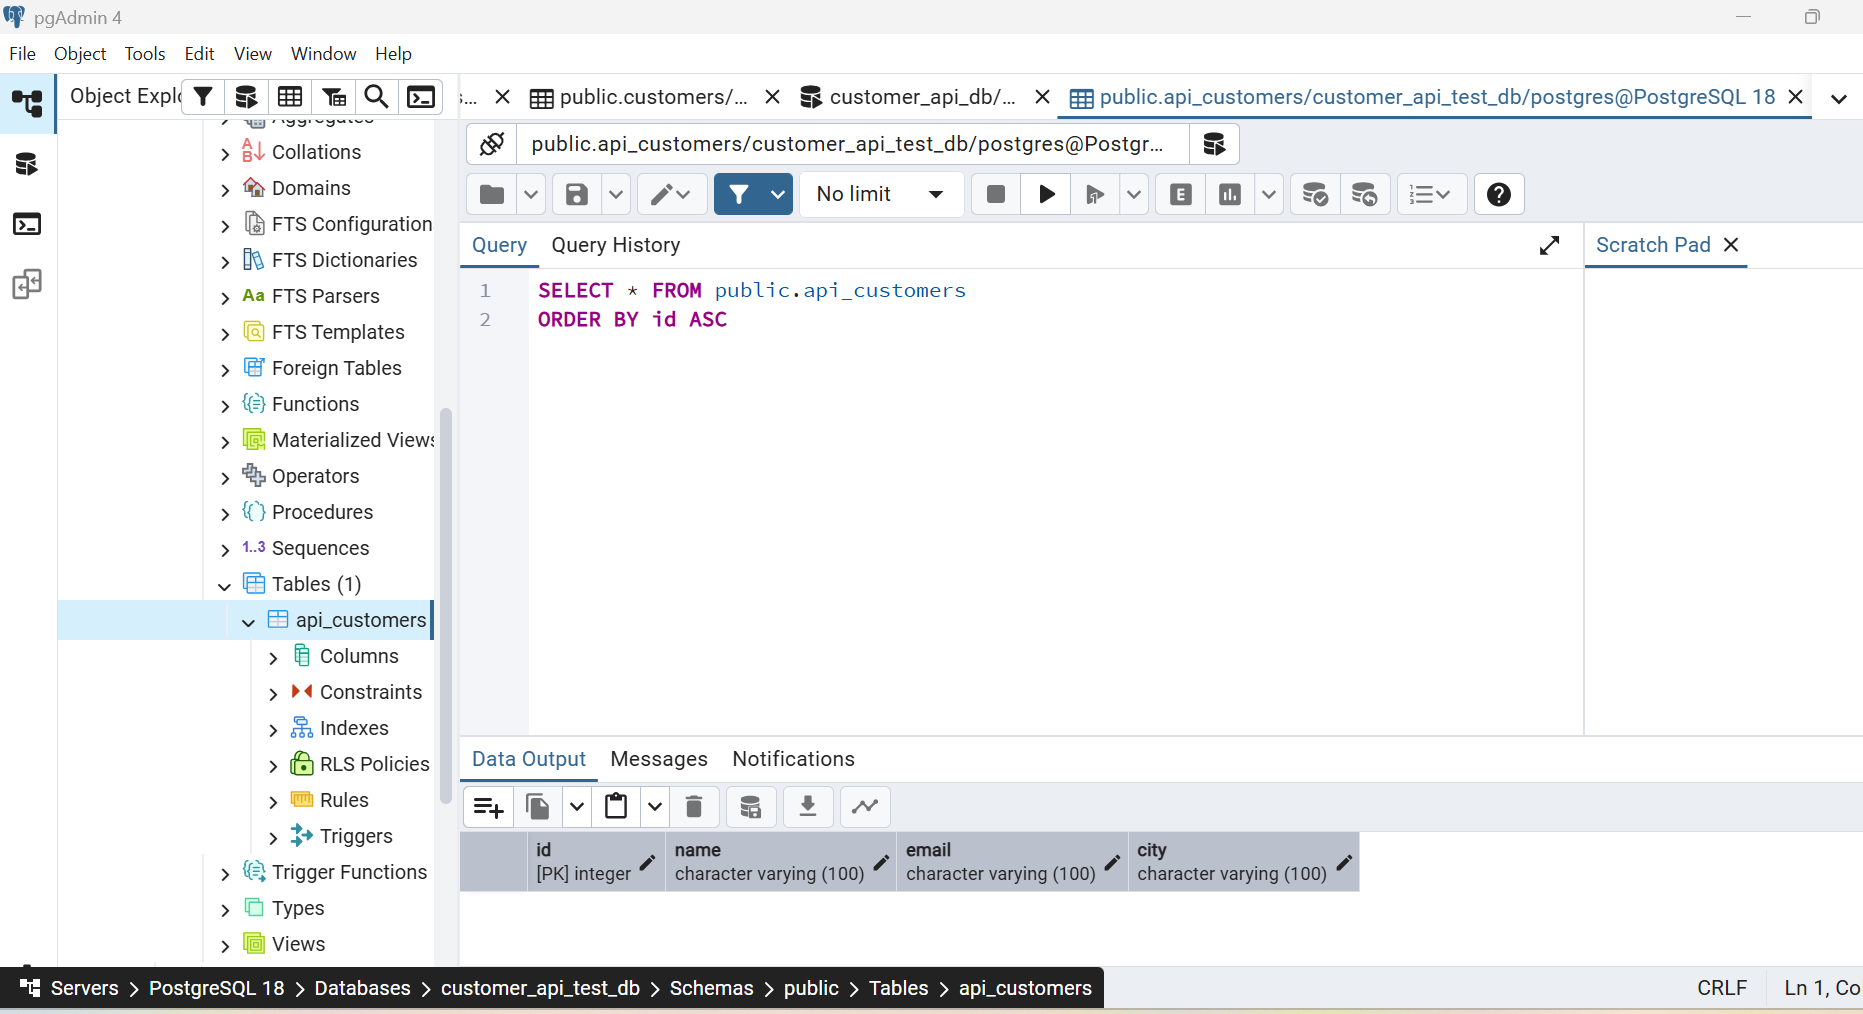 pgAdmin 4
File Object Tools Edit View Window Help
Object Explo
s... public.customers/... customer_api_db/... public.api_customers/customer_api_test_db/postgres@PostgreSQL 18
public.api_customers/customer_api_test_db/postgres@Postgr...
No limit
E
Query Query History
Scratch Pad
1 SELECT * FROM public.api_customers
2 ORDER BY id ASC
Aggregates
Collations
Domains
FTS Configuration
FTS Dictionaries
Aa FTS Parsers
FTS Templates
Foreign Tables
Functions
Materialized Views
Operators
Procedures
1..3 Sequences
Tables (1)
api_customers
Columns
Constraints
Indexes
RLS Policies
Rules
Triggers
Trigger Functions
Types
Views
Data Output Messages Notifications
id name email city
[PK] integer character varying (100) character varying (100) character varying (100)
Servers > PostgreSQL 18 > Databases > customer_api_test_db > Schemas > public > Tables > api_customers
CRLF Ln 1, Co